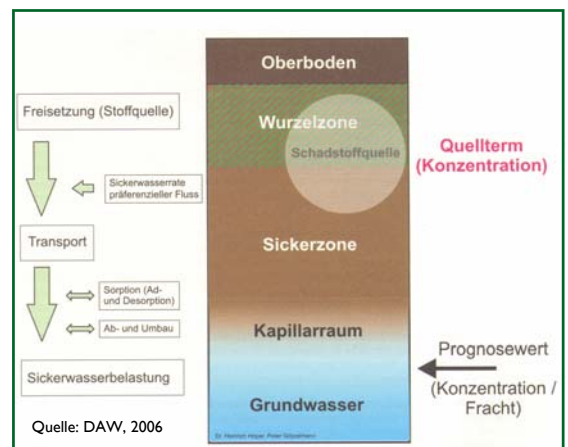 Oberboden
Freisetzung (Stoffquelle)
Wurzelzone
Schadstoffquelle
Quellterm
(Konzentration)
Sickerwasserrate
präferenzieller Fluss
Transport
Sickerzone
Sorption (Ad-
und Desorption)
Ab- und Umbau
Kapillarraum
Prognosewert
(Konzentration /
Fracht)
Sickerwasserbelastung
Grundwasser
Quelle: DAW, 2006